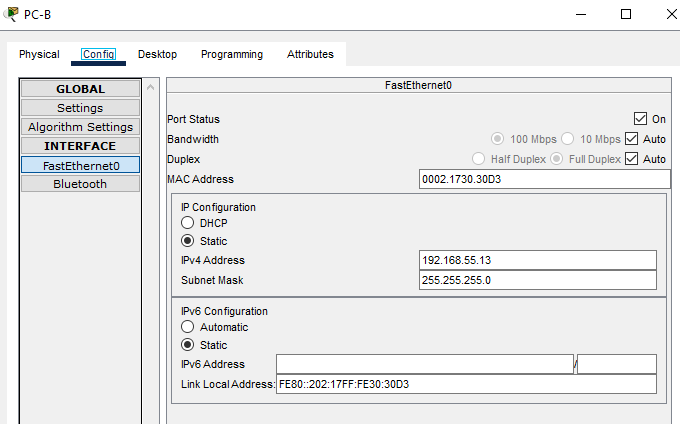 PC-B
Physical Config Desktop Programming Attributes
GLOBAL
Settings
Algorithm Settings
INTERFACE
FastEthernet0
Bluetooth
FastEthernet0
Port Status On
Bandwidth 100 Mbps 10 Mbps Auto
Duplex Half Duplex Full Duplex Auto
MAC Address 0002.1730.30D3
IP Configuration
DHCP
Static
IPv4 Address 192.168.55.13
Subnet Mask 255.255.255.0
IPv6 Configuration
Automatic
Static
IPv6 Address /
Link Local Address: FE80::202:17FF:FE30:30D3